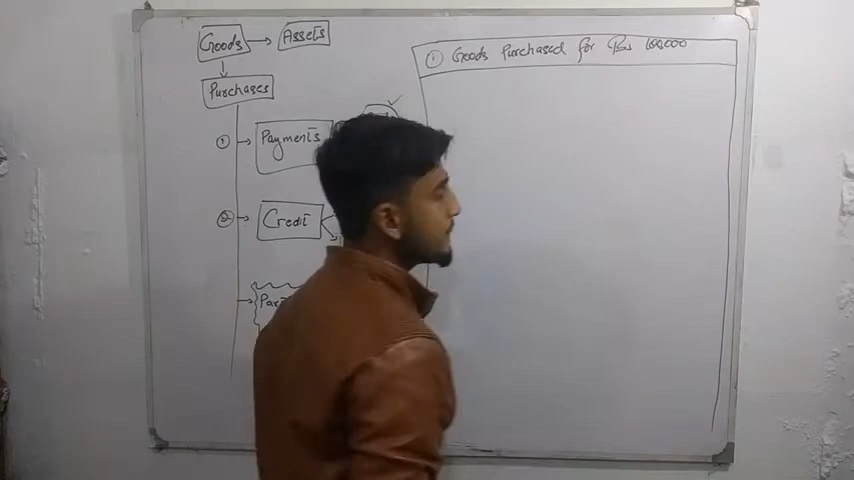 Goods → Assets
Purchases
① → Payments
② → Credit
① Goods Purchased for Rs 100000